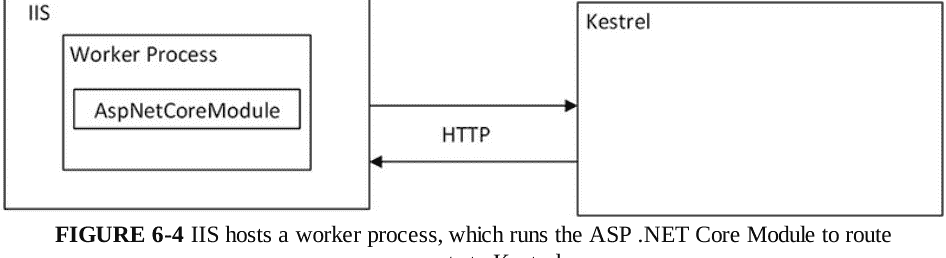 IIS
Kestrel
Worker Process
AspNetCoreModule
HTTP
FIGURE 6-4 IIS hosts a worker process, which runs the ASP .NET Core Module to route